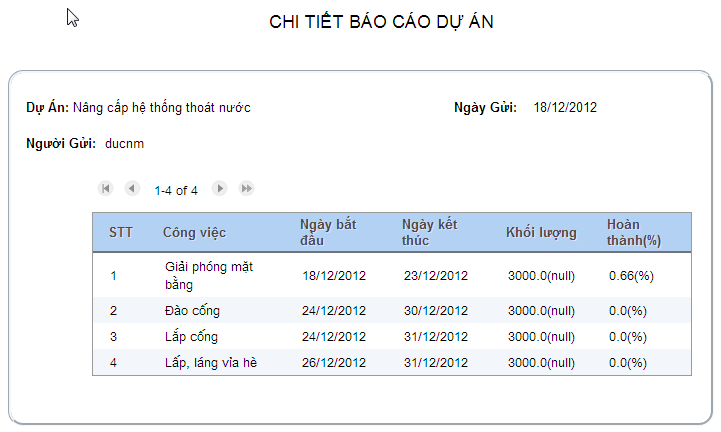 CHI TIẾT BÁO CÁO DỰ ÁN
Dự Án: Nâng cấp hệ thống thoát nước Ngày Gửi: 18/12/2012
Người Gửi: ducnm
1-4 of 4
STT Công việc Ngày bắt đầu Ngày kết thúc Khối lượng Hoàn thành(%)
1 Giải phóng mặt bằng 18/12/2012 23/12/2012 3000.0(null) 0.66(%)
2 Đào cống 24/12/2012 30/12/2012 3000.0(null) 0.0(%)
3 Lắp cống 24/12/2012 31/12/2012 3000.0(null) 0.0(%)
4 Lấp, láng vỉa hè 26/12/2012 31/12/2012 3000.0(null) 0.0(%)